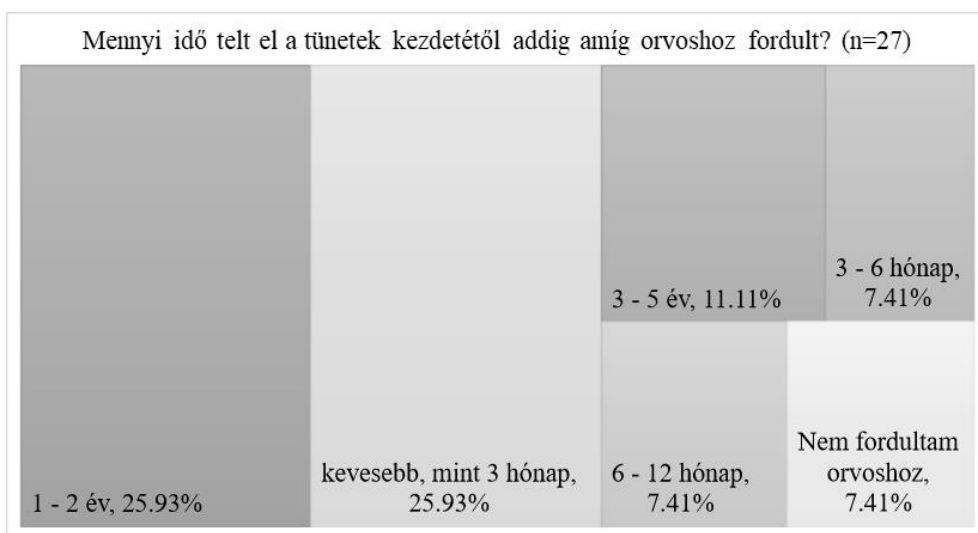 Mennyi idő telt el a tünetek kezdetétől addig amíg orvoshoz fordult? (n=27)
1 - 2 év, 25.93%
kevesebb, mint 3 hónap,
25.93%
3 - 5 év, 11.11%
3 - 6 hónap,
7.41%
6 - 12 hónap,
7.41%
Nem fordultam
orvoshoz,
7.41%